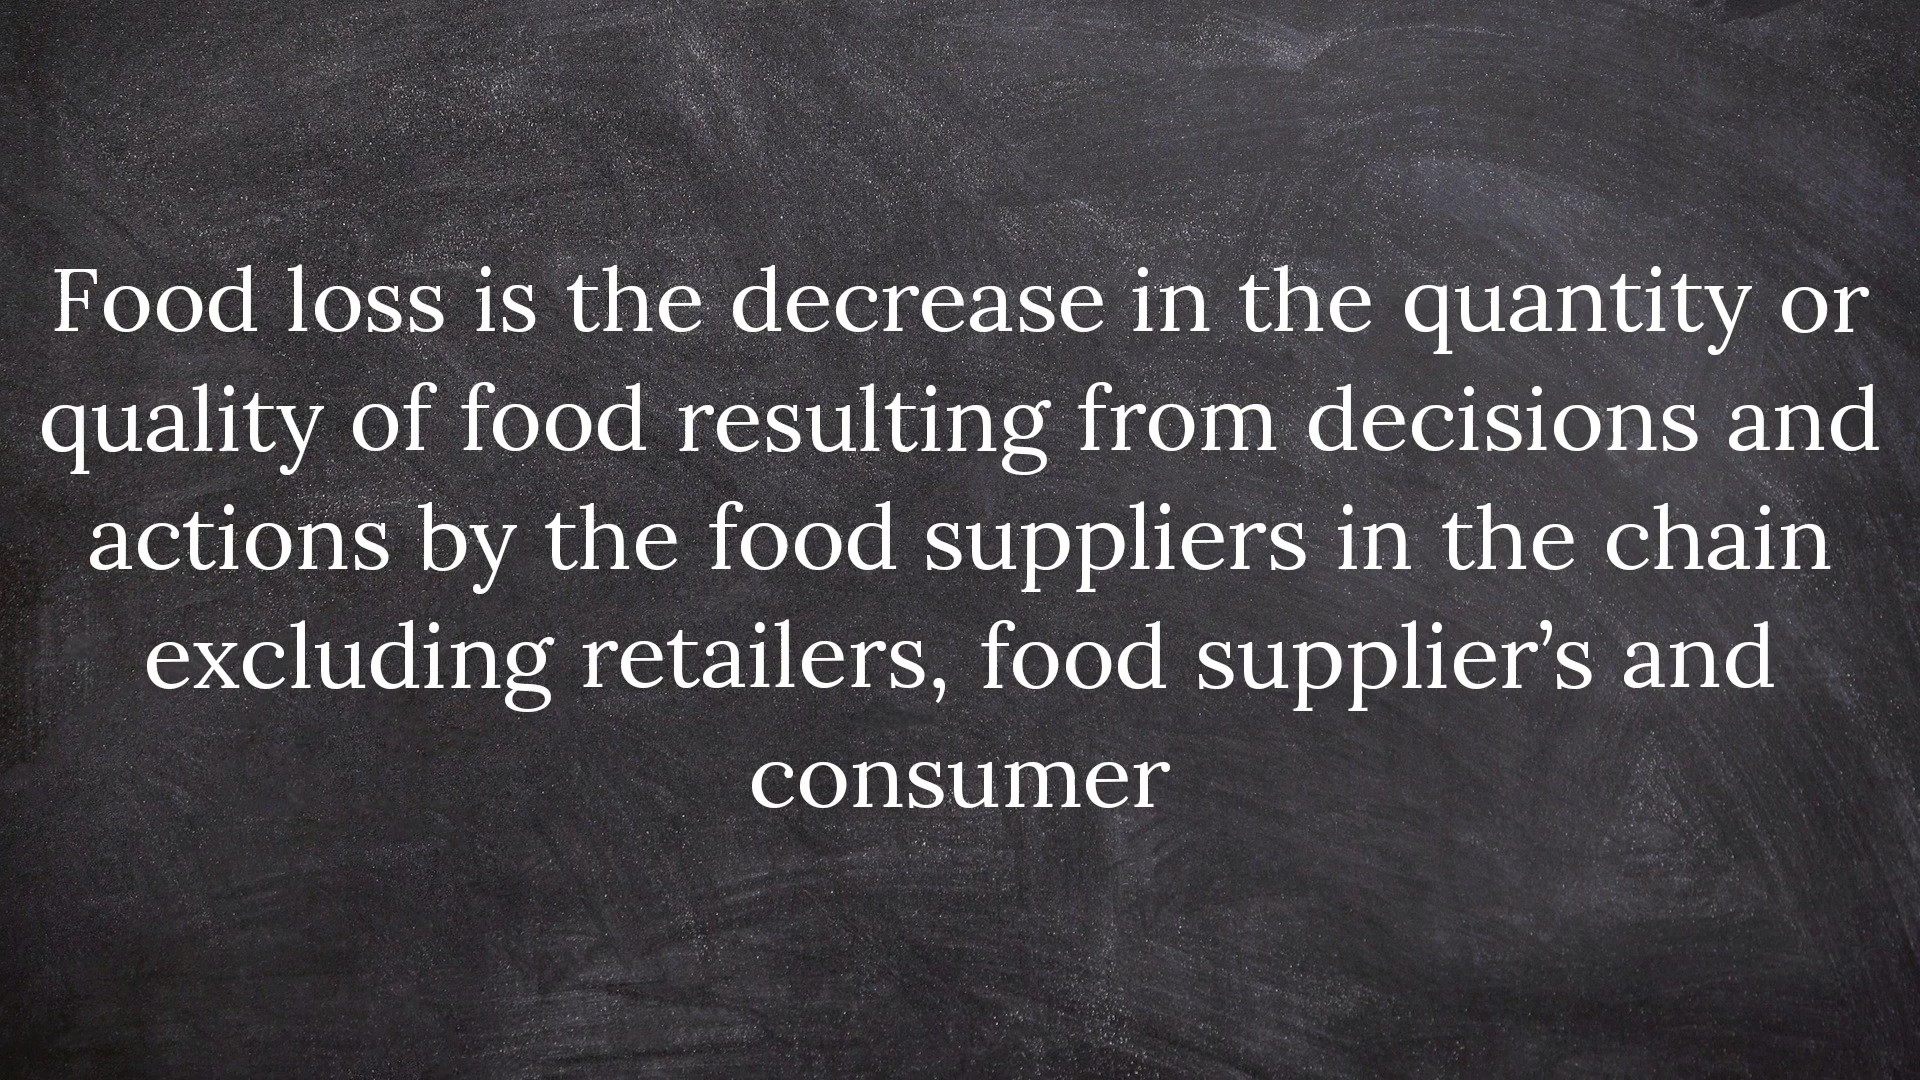 Food loss is the decrease in the quantity or
quality of food resulting from decisions and
actions by the food suppliers in the chain
excluding retailers, food supplier’s and
consumer